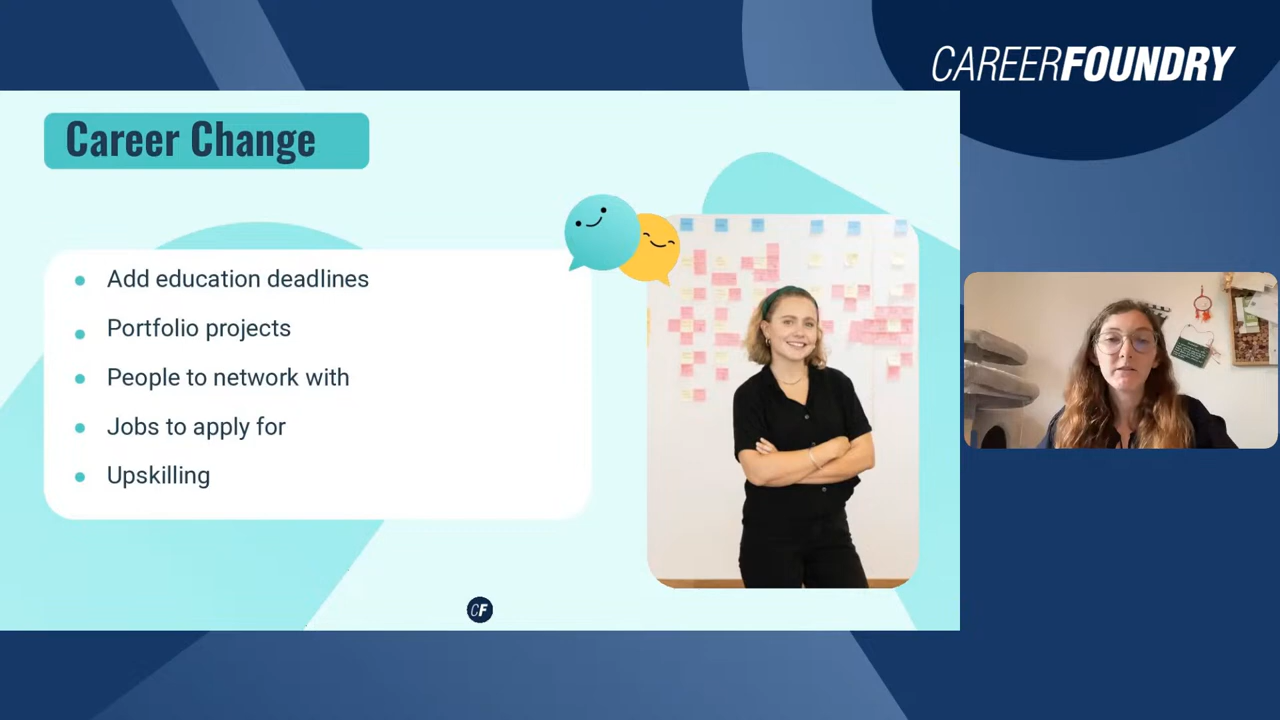 CAREERFOUNDRY
Career Change
Add education deadlines
Portfolio projects
People to network with
Jobs to apply for
Upskilling
CF